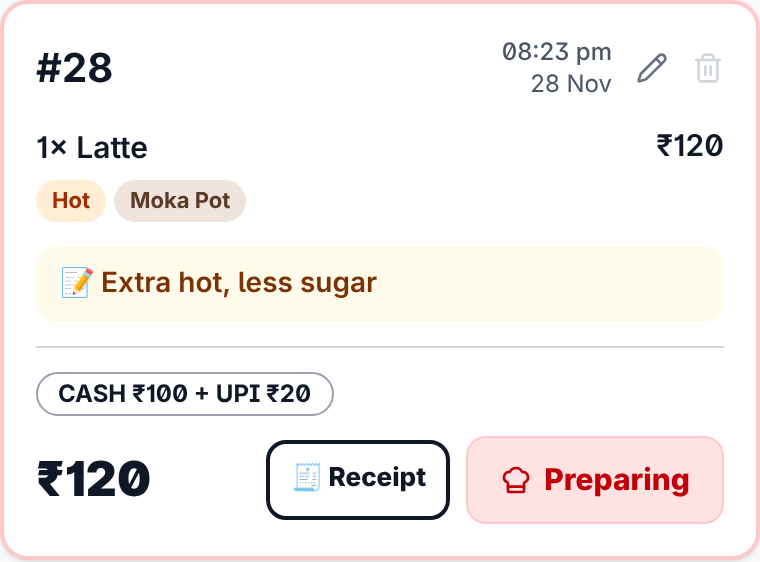 #28
08:23 pm
28 Nov
1× Latte ₹120
Hot Moka Pot
📝 Extra hot, less sugar
CASH ₹100 + UPI ₹20
₹120 🧾 Receipt Preparing